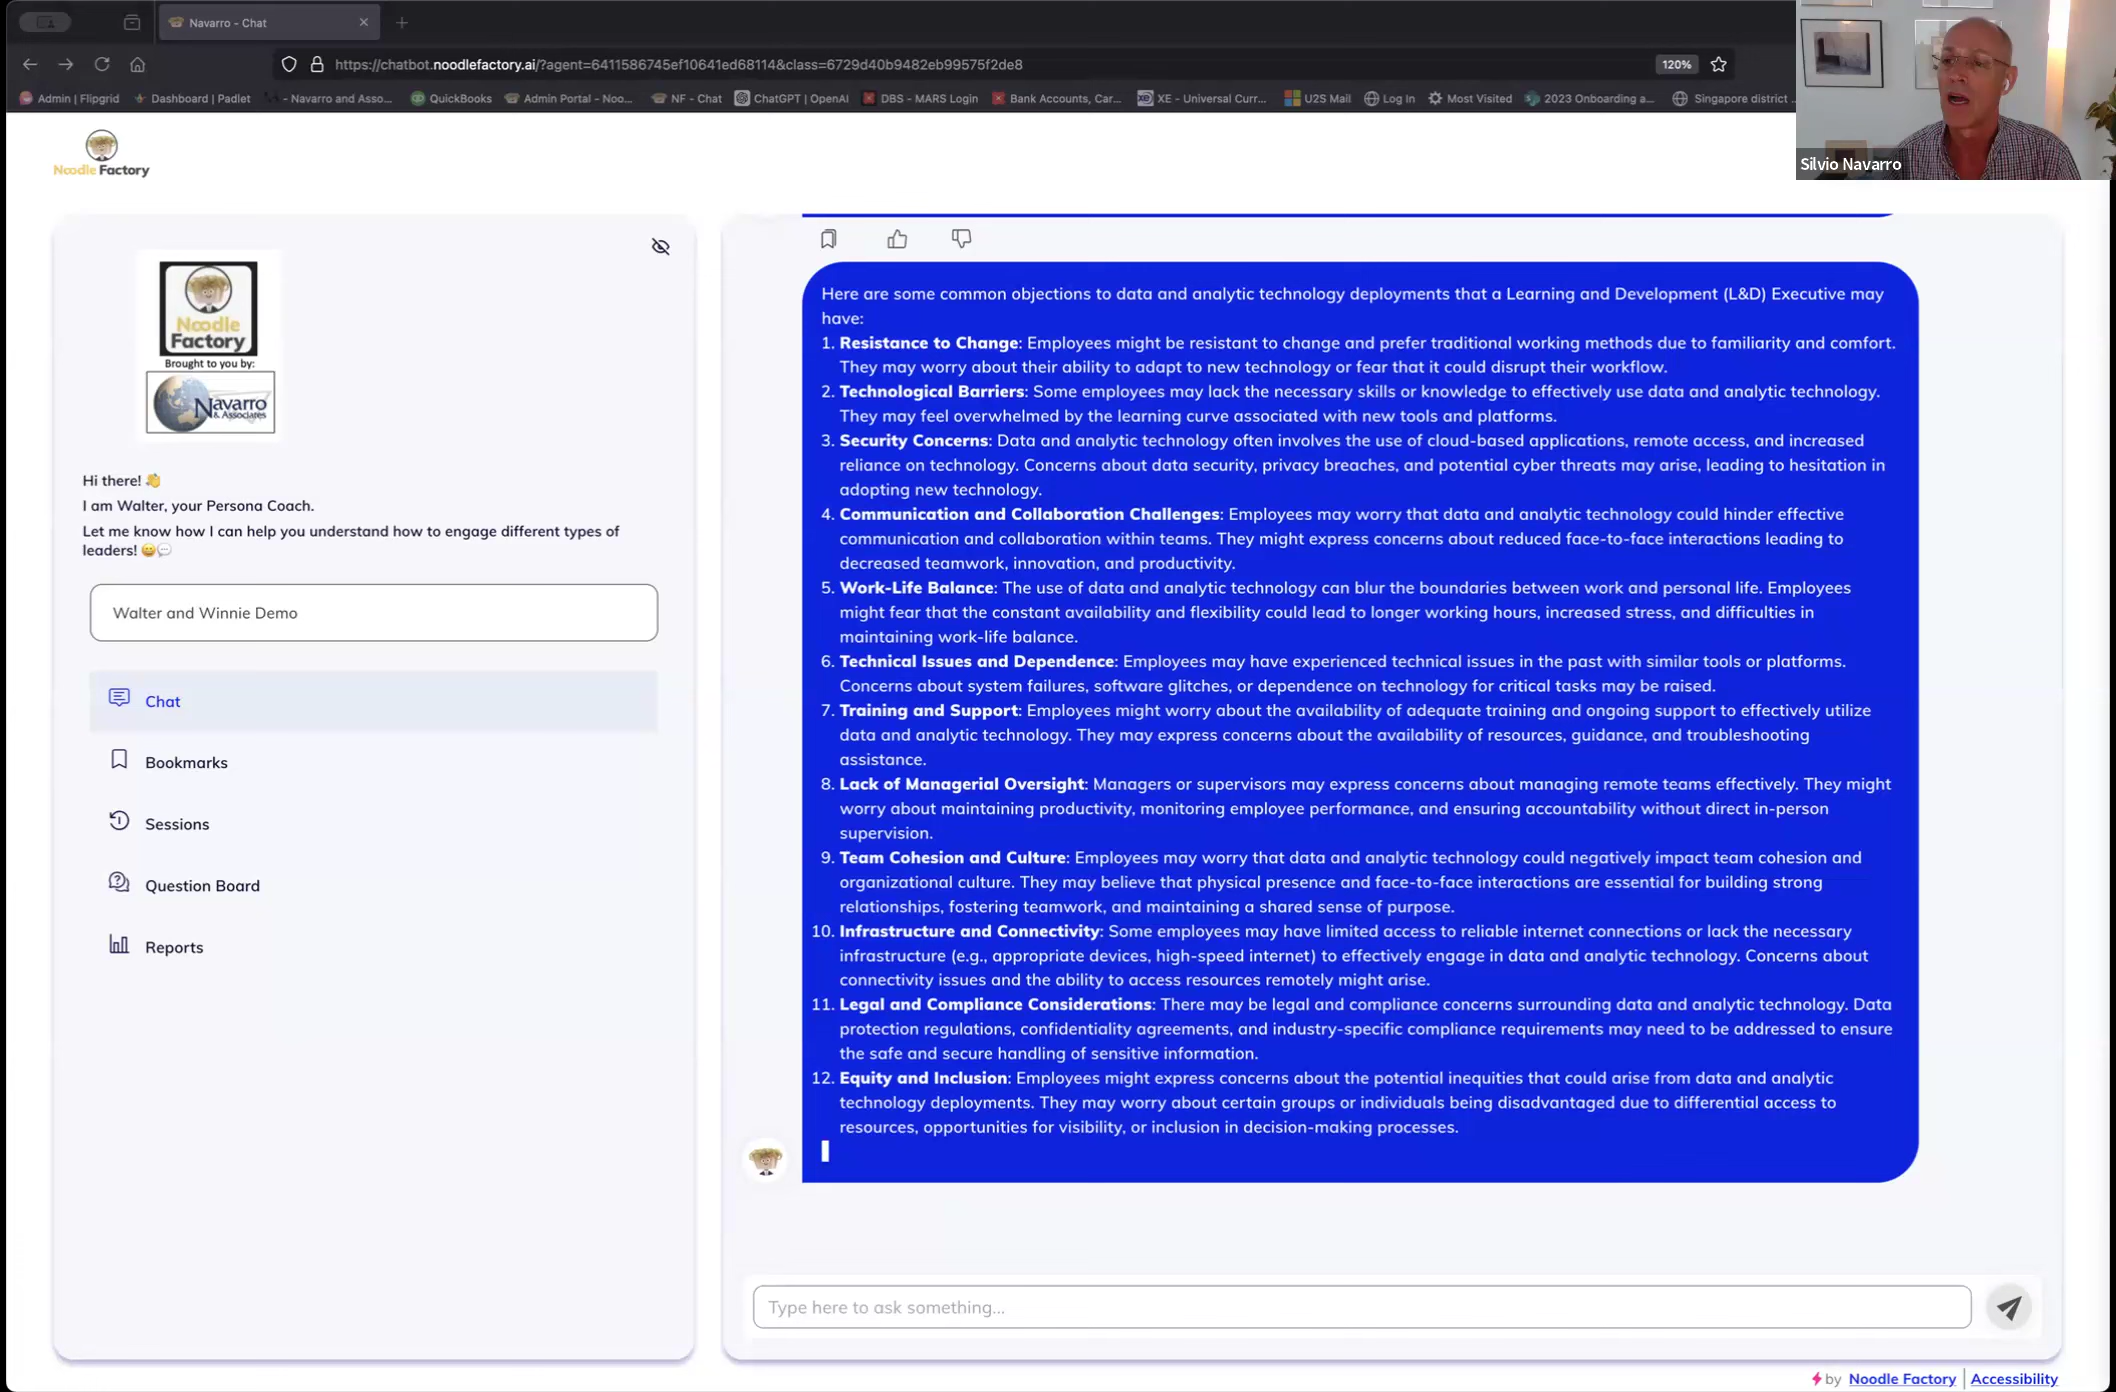 Navarro - Chat
https://chatbot.noodlefactory.ai/?agent=6411586745ef10641ed68114&class=6729d40b9482eb99575f2de8
120%
Admin | Flipgrid
Dashboard | Padlet
- Navarro and Asso...
QuickBooks
Admin Portal - Noo...
NF - Chat
ChatGPT | OpenAI
DBS - MARS Login
Bank Accounts, Car...
XE - Universal Curr...
U2S Mail
Log In
Most Visited
2023 Onboarding a...
Singapore district ...
Silvio Navarro
Noodle Factory
Noodle
Factory
Brought to you by:
Navarro
& Associates
Hi there! 👋
I am Walter, your Persona Coach.
Let me know how I can help you understand how to engage different types of
leaders! 😄💬
Walter and Winnie Demo
Chat
Bookmarks
Sessions
Question Board
Reports
Here are some common objections to data and analytic technology deployments that a Learning and Development (L&D) Executive may
have:
1. Resistance to Change: Employees might be resistant to change and prefer traditional working methods due to familiarity and comfort.
They may worry about their ability to adapt to new technology or fear that it could disrupt their workflow.
2. Technological Barriers: Some employees may lack the necessary skills or knowledge to effectively use data and analytic technology.
They may feel overwhelmed by the learning curve associated with new tools and platforms.
3. Security Concerns: Data and analytic technology often involves the use of cloud-based applications, remote access, and increased
reliance on technology. Concerns about data security, privacy breaches, and potential cyber threats may arise, leading to hesitation in
adopting new technology.
4. Communication and Collaboration Challenges: Employees may worry that data and analytic technology could hinder effective
communication and collaboration within teams. They might express concerns about reduced face-to-face interactions leading to
decreased teamwork, innovation, and productivity.
5. Work-Life Balance: The use of data and analytic technology can blur the boundaries between work and personal life. Employees
might fear that the constant availability and flexibility could lead to longer working hours, increased stress, and difficulties in
maintaining work-life balance.
6. Technical Issues and Dependence: Employees may have experienced technical issues in the past with similar tools or platforms.
Concerns about system failures, software glitches, or dependence on technology for critical tasks may be raised.
7. Training and Support: Employees might worry about the availability of adequate training and ongoing support to effectively utilize
data and analytic technology. They may express concerns about the availability of resources, guidance, and troubleshooting
assistance.
8. Lack of Managerial Oversight: Managers or supervisors may express concerns about managing remote teams effectively. They might
worry about maintaining productivity, monitoring employee performance, and ensuring accountability without direct in-person
supervision.
9. Team Cohesion and Culture: Employees may worry that data and analytic technology could negatively impact team cohesion and
organizational culture. They may believe that physical presence and face-to-face interactions are essential for building strong
relationships, fostering teamwork, and maintaining a shared sense of purpose.
10. Infrastructure and Connectivity: Some employees may have limited access to reliable internet connections or lack the necessary
infrastructure (e.g., appropriate devices, high-speed internet) to effectively engage in data and analytic technology. Concerns about
connectivity issues and the ability to access resources remotely might arise.
11. Legal and Compliance Considerations: There may be legal and compliance concerns surrounding data and analytic technology. Data
protection regulations, confidentiality agreements, and industry-specific compliance requirements may need to be addressed to ensure
the safe and secure handling of sensitive information.
12. Equity and Inclusion: Employees might express concerns about the potential inequities that could arise from data and analytic
technology deployments. They may worry about certain groups or individuals being disadvantaged due to differential access to
resources, opportunities for visibility, or inclusion in decision-making processes.
Type here to ask something...
by Noodle Factory | Accessibility